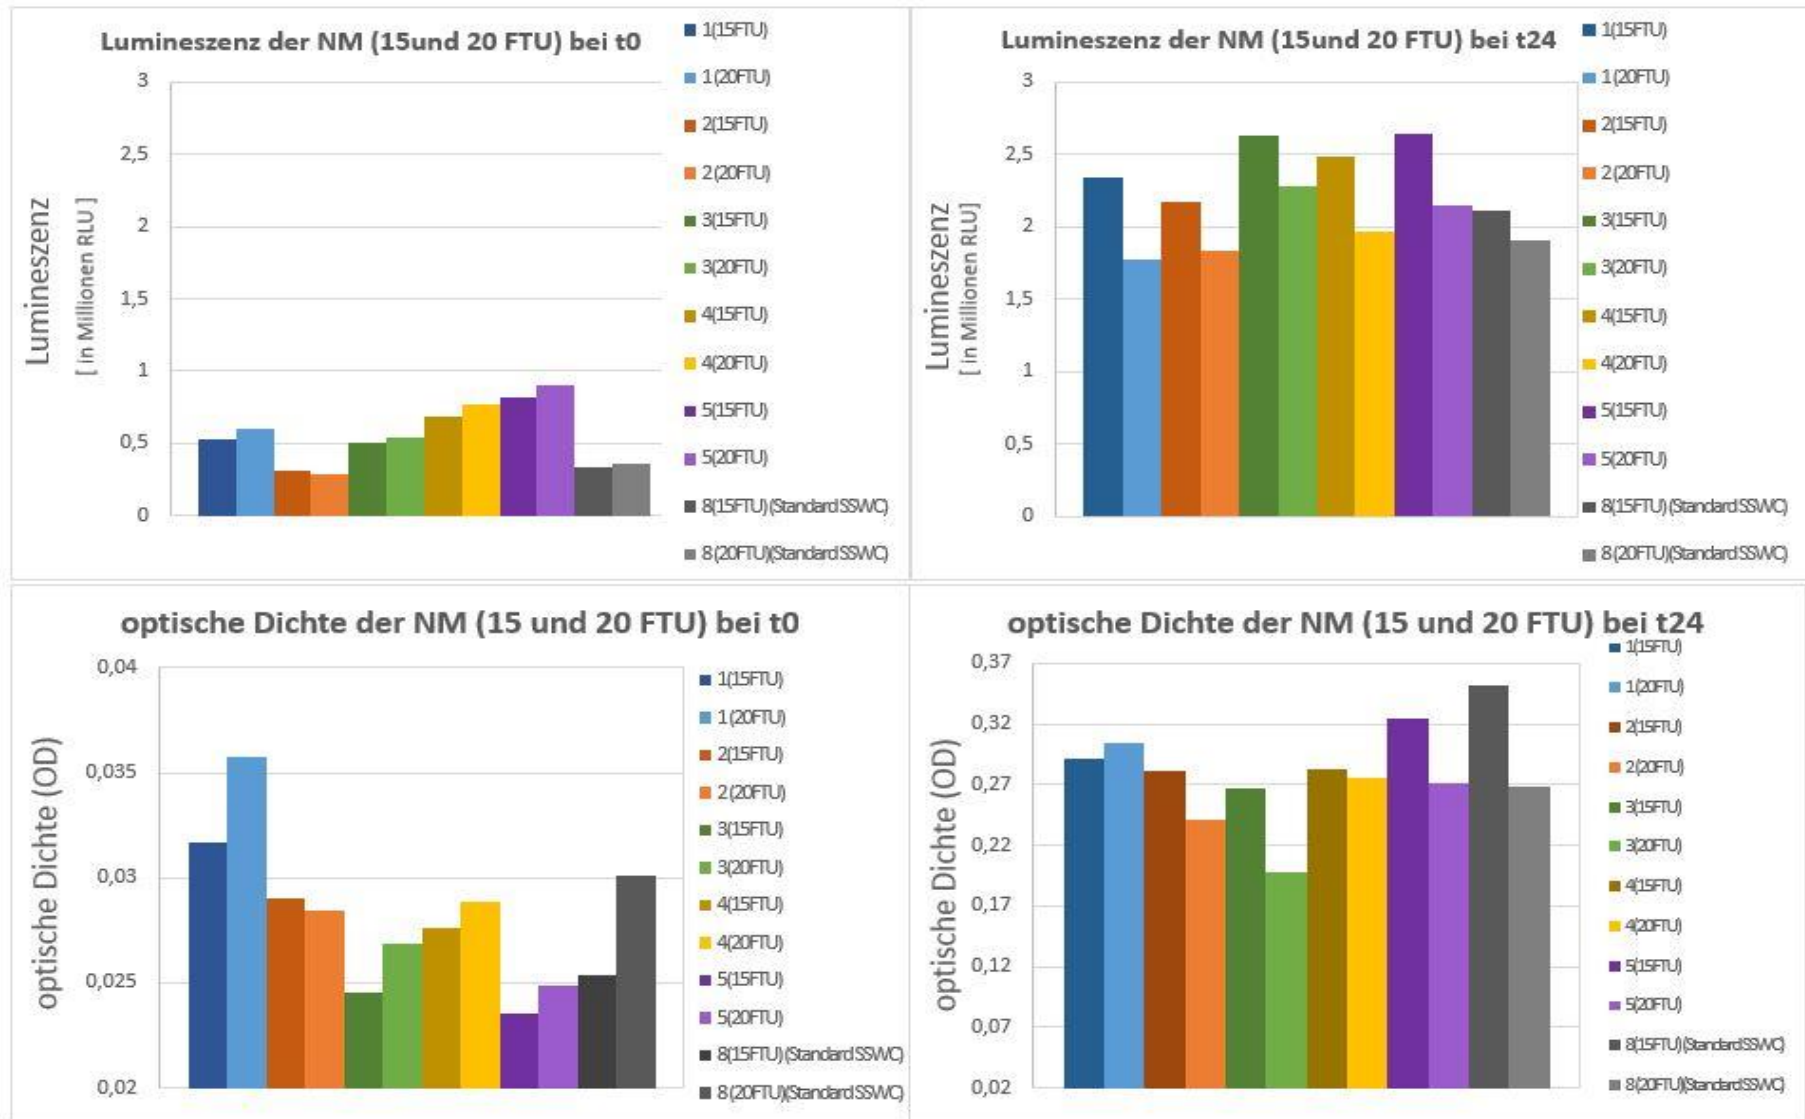 Lumineszenz der NM (15und 20 FTU) bei t0
Lumineszenz
[ in Millionen RLU ]
3
2,5
2
1,5
1
0,5
0
1(15FTU)
1(20FTU)
2(15FTU)
2(20FTU)
3(15FTU)
3(20FTU)
4(15FTU)
4(20FTU)
5(15FTU)
5(20FTU)
8(15FTU)(Standard SSWC)
8(20FTU)(Standard SSWC)
Lumineszenz der NM (15und 20 FTU) bei t24
Lumineszenz
[ in Millionen RLU]
3
2,5
2
1,5
1
0,5
0
1(15FTU)
1(20FTU)
2(15FTU)
2(20FTU)
3(15FTU)
3(20FTU)
4(15FTU)
4(20FTU)
5(15FTU)
5(20FTU)
8(15FTU)(Standard SSWC)
8(20FTU)(Standard SSWC)
optische Dichte der NM (15 und 20 FTU) bei t0
optische Dichte (OD)
0,04
0,035
0,03
0,025
0,02
1(15FTU)
1(20FTU)
2(15FTU)
2(20FTU)
3(15FTU)
3(20FTU)
4(15FTU)
4(20FTU)
5(15FTU)
5(20FTU)
8(15FTU)(Standard SSWC)
8(20FTU)(Standard SSWC)
optische Dichte der NM (15 und 20 FTU) bei t24
optische Dichte (OD)
0,37
0,32
0,27
0,22
0,17
0,12
0,07
0,02
1(15FTU)
1(20FTU)
2(15FTU)
2(20FTU)
3(15FTU)
3(20FTU)
4(15FTU)
4(20FTU)
5(15FTU)
5(20FTU)
8(15FTU)(Standard SSWC)
8(20FTU)(Standard SSWC)